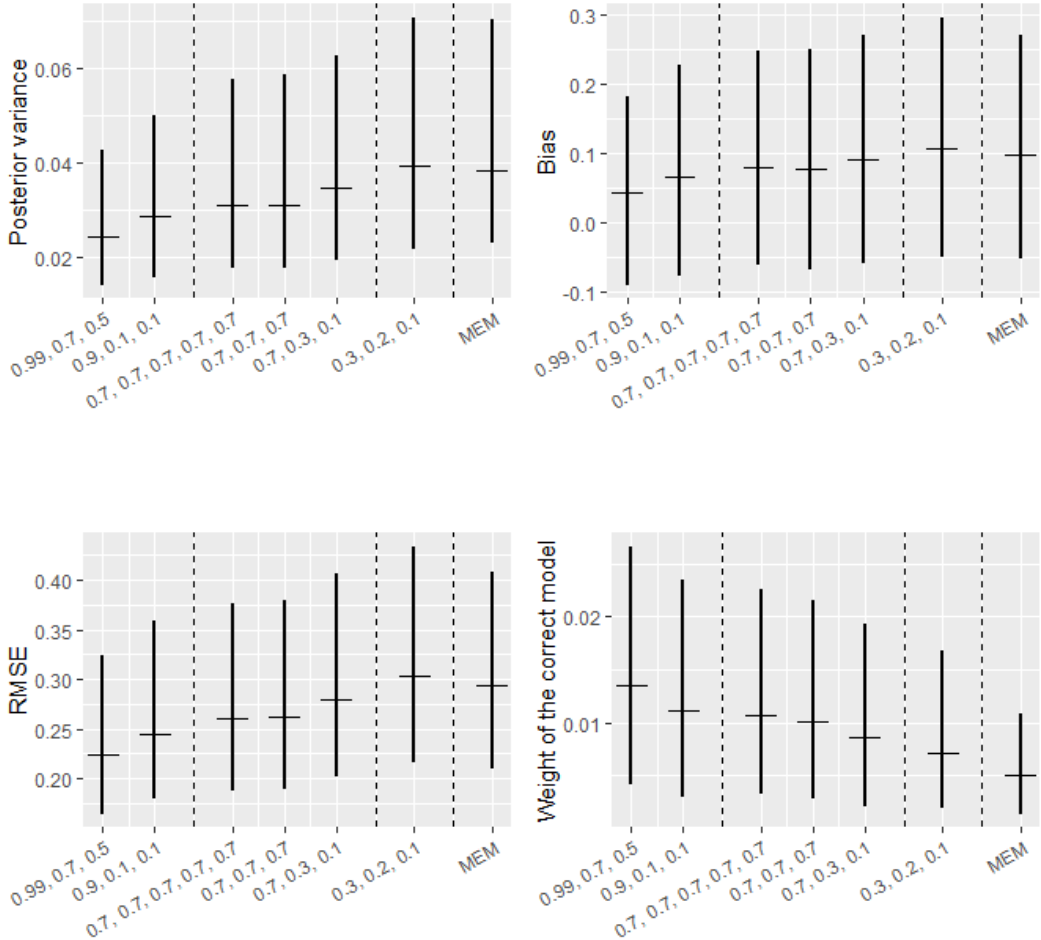 Posterior variance
0.06
0.04
0.02
0.99, 0.7, 0.5
0.9, 0.1, 0.1
0.7, 0.7, 0.7, 0.7, 0.7
0.7, 0.7, 0.7
0.7, 0.3, 0.1
0.3, 0.2, 0.1
MEM
Bias
0.3
0.2
0.1
0.0
-0.1
0.99, 0.7, 0.5
0.9, 0.1, 0.1
0.7, 0.7, 0.7, 0.7, 0.7
0.7, 0.7, 0.7
0.7, 0.3, 0.1
0.3, 0.2, 0.1
MEM
RMSE
0.40
0.35
0.30
0.25
0.20
0.99, 0.7, 0.5
0.9, 0.1, 0.1
0.7, 0.7, 0.7, 0.7, 0.7
0.7, 0.7, 0.7
0.7, 0.3, 0.1
0.3, 0.2, 0.1
MEM
Weight of the correct model
0.02
0.01
0.99, 0.7, 0.5
0.9, 0.1, 0.1
0.7, 0.7, 0.7, 0.7, 0.7
0.7, 0.7, 0.7
0.7, 0.3, 0.1
0.3, 0.2, 0.1
MEM